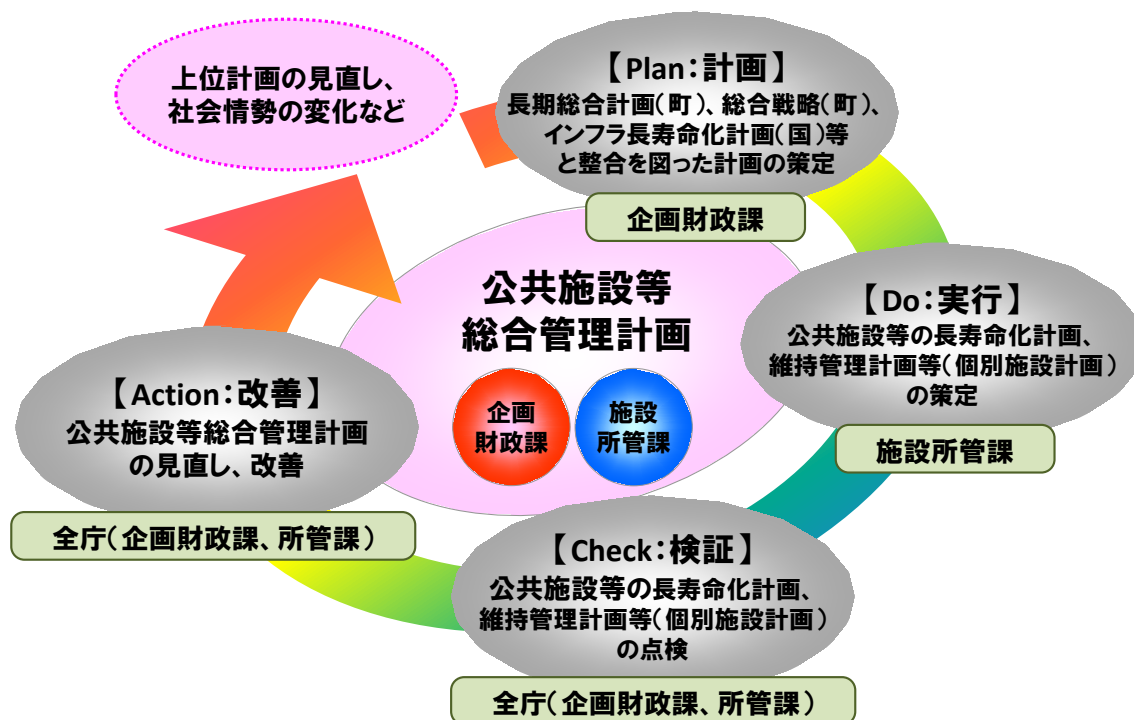 上位計画の見直し、
社会情勢の変化など
【Plan：計画】
長期総合計画（町）、総合戦略（町）、
インフラ長寿命化計画（国）等
と整合を図った計画の策定
企画財政課
公共施設等
総合管理計画
企画
財政課
施設
所管課
【Do：実行】
公共施設等の長寿命化計画、
維持管理計画等（個別施設計画）
の策定
施設所管課
【Check：検証】
公共施設等の長寿命化計画、
維持管理計画等（個別施設計画）
の点検
全庁（企画財政課、所管課）
【Action：改善】
公共施設等総合管理計画
の見直し、改善
全庁（企画財政課、所管課）